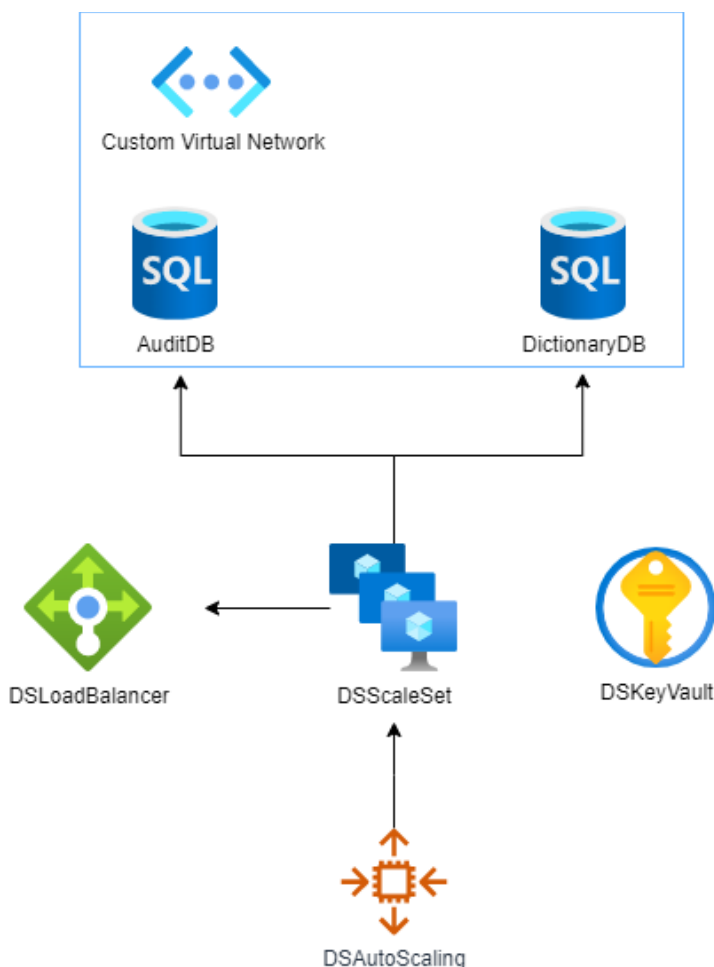 Custom Virtual Network
SQL
SQL
AuditDB
DictionaryDB
DSLoadBalancer
DSScaleSet
DSKeyVault
DSAutoScaling